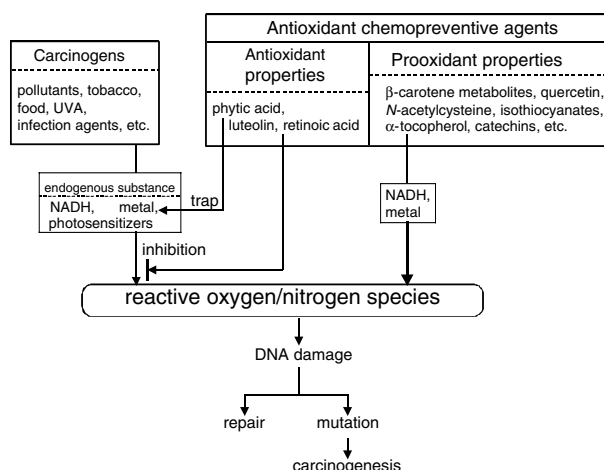 Antioxidant chemopreventive agents
Carcinogens
pollutants, tobacco,
food, UVA,
infection agents, etc.
Antioxidant
properties
phytic acid,
luteolin, retinoic acid
Prooxidant properties
β-carotene metabolites, quercetin,
N-acetylcysteine, isothiocyanates,
α-tocopherol, catechins, etc.
endogenous substance
NADH, metal,
photosensitizers
trap
NADH,
metal
inhibition
reactive oxygen/nitrogen species
DNA damage
repair
mutation
carcinogenesis